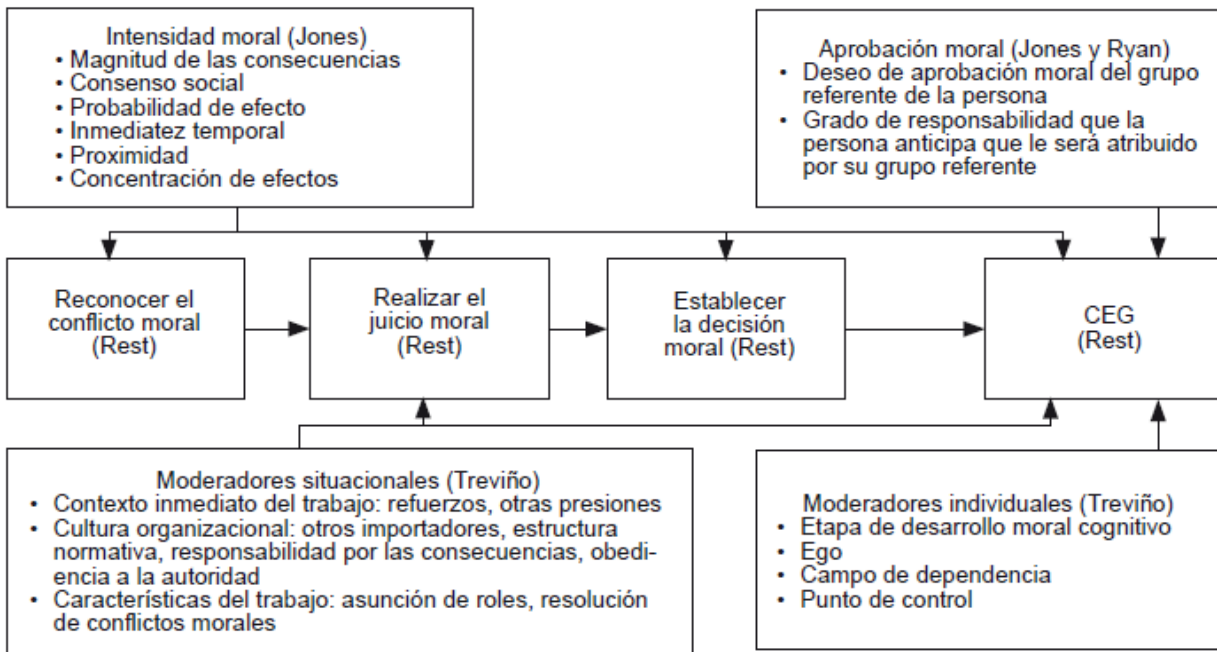 Intensidad moral (Jones)
• Magnitud de las consecuencias
• Consenso social
• Probabilidad de efecto
• Inmediatez temporal
• Proximidad
• Concentración de efectos
Aprobación moral (Jones y Ryan)
• Deseo de aprobación moral del grupo
referente de la persona
• Grado de responsabilidad que la
persona anticipa que le será atribuido
por su grupo referente
Reconocer el
conflicto moral
(Rest)
Realizar el
juicio moral
(Rest)
Establecer
la decisión
moral (Rest)
CEG
(Rest)
Moderadores situacionales (Treviño)
• Contexto inmediato del trabajo: refuerzos, otras presiones
• Cultura organizacional: otros importadores, estructura
normativa, responsabilidad por las consecuencias, obedi-
encia a la autoridad
• Características del trabajo: asunción de roles, resolución
de conflictos morales
Moderadores individuales (Treviño)
• Etapa de desarrollo moral cognitivo
• Ego
• Campo de dependencia
• Punto de control